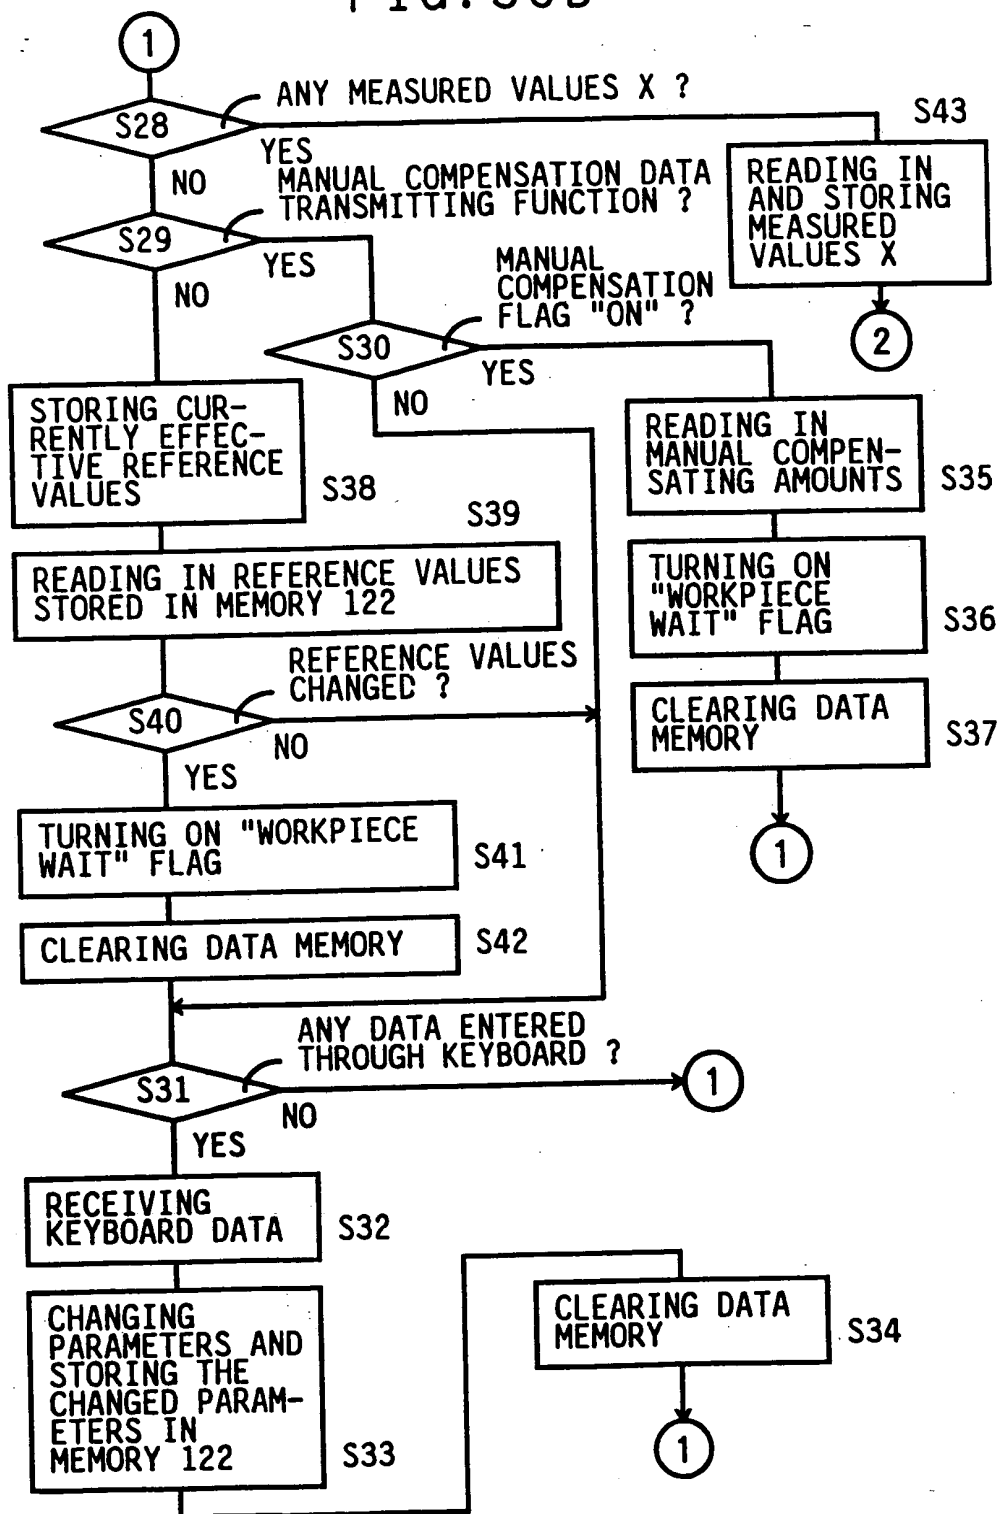 FIG. 36B
1
ANY MEASURED VALUES X ?
S28
YES
NO
S43
READING IN
AND STORING
MEASURED
VALUES X
2
MANUAL COMPENSATION DATA
TRANSMITTING FUNCTION ?
S29
YES
NO
MANUAL
COMPENSATION
FLAG "ON" ?
S30
YES
NO
STORING CUR-
RENTLY EFFEC-
TIVE REFERENCE
VALUES
S38
READING IN
MANUAL COMPEN-
SATING AMOUNTS
S35
S39
READING IN REFERENCE VALUES
STORED IN MEMORY 122
TURNING ON
"WORKPIECE
WAIT" FLAG
S36
REFERENCE VALUES
CHANGED ?
S40
NO
YES
CLEARING DATA
MEMORY
S37
1
TURNING ON "WORKPIECE
WAIT" FLAG
S41
CLEARING DATA MEMORY
S42
ANY DATA ENTERED
THROUGH KEYBOARD ?
S31
NO
1
YES
RECEIVING
KEYBOARD DATA
S32
CHANGING
PARAMETERS AND
STORING THE
CHANGED PARAM-
ETERS IN
MEMORY 122
S33
CLEARING DATA
MEMORY
S34
1